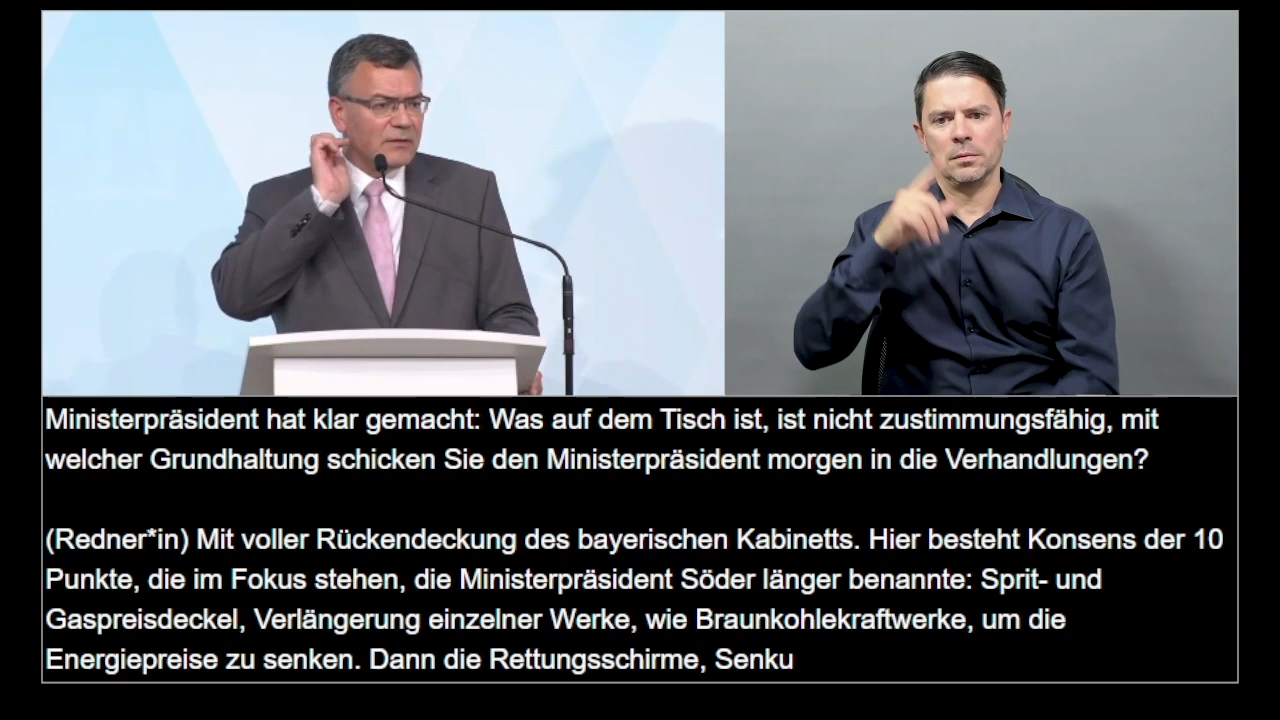 Ministerpräsident hat klar gemacht: Was auf dem Tisch ist, ist nicht zustimmungsfähig, mit
welcher Grundhaltung schicken Sie den Ministerpräsident morgen in die Verhandlungen?
(Redner*in) Mit voller Rückendeckung des bayerischen Kabinetts. Hier besteht Konsens der 10
Punkte, die im Fokus stehen, die Ministerpräsident Söder länger benannte: Sprit- und
Gaspreisdeckel, Verlängerung einzelner Werke, wie Braunkohlekraftwerke, um die
Energiepreise zu senken. Dann die Rettungsschirme, Senku